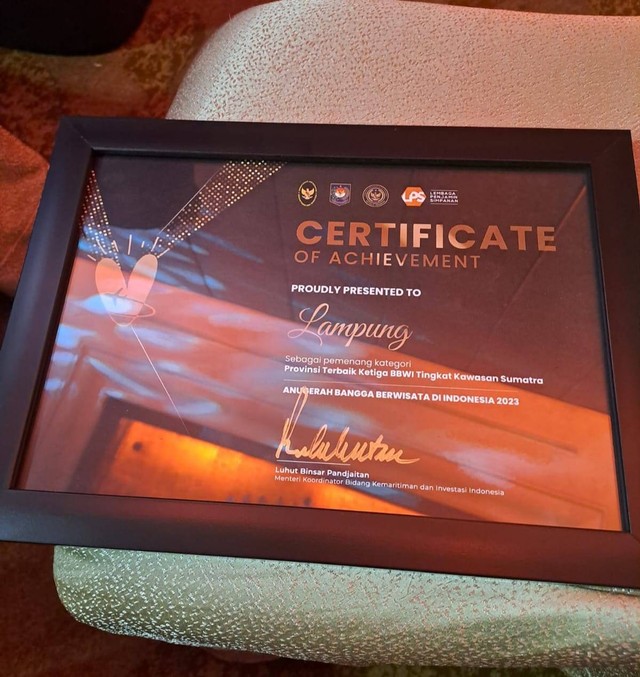 LPS LEMBAGA
PENJAMIN
SIMPANAN
CERTIFICATE
OF ACHIEVEMENT
PROUDLY PRESENTED TO
Lampung
Sebagai pemenang kategori
Provinsi Terbaik Ketiga BBWI Tingkat Kawasan Sumatra
ANUGERAH BANGGA BERWISATA DI INDONESIA 2023
Luhut Binsar Pandjaitan
Menteri Koordinator Bidang Kemaritiman dan Investasi Indonesia